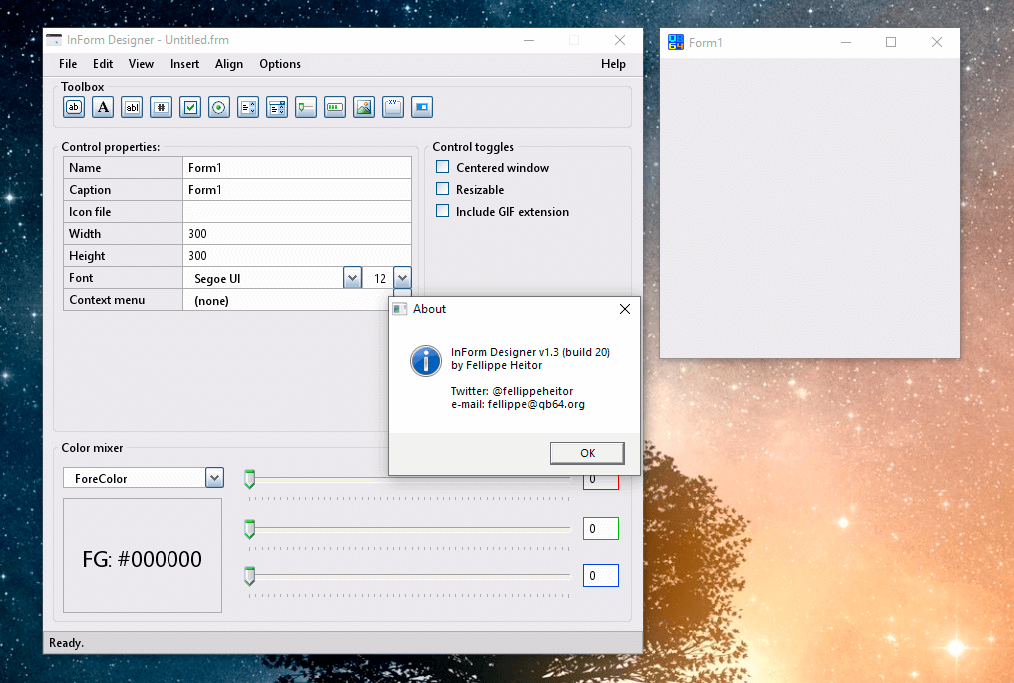 InForm Designer - Untitled.frm
File Edit View Insert Align Options Help
Toolbox
ab A abI # XY
Control properties:
Name Form1
Caption Form1
Icon file
Width 300
Height 300
Font Segoe UI 12
Context menu (none)
Control toggles
Centered window
Resizable
Include GIF extension
About
InForm Designer v1.3 (build 20)
by Fellippe Heitor
Twitter: @fellippeheitor
e-mail: fellippe@qb64.org
OK
Color mixer
ForeColor
FG: #000000
0
0
0
Ready.
QB
64
Form1